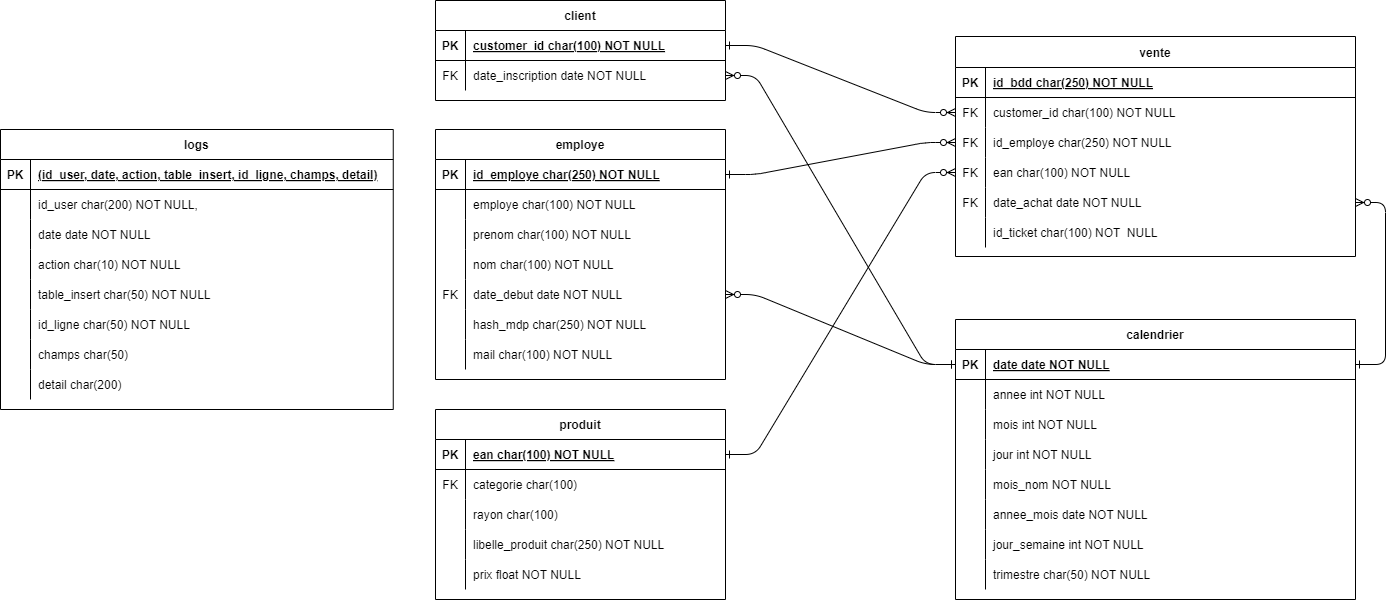 client
PK customer_id char(100) NOT NULL
FK date_inscription date NOT NULL
vente
PK id_bdd char(250) NOT NULL
FK customer_id char(100) NOT NULL
FK id_employe char(250) NOT NULL
FK ean char(100) NOT NULL
FK date_achat date NOT NULL
id_ticket char(100) NOT  NULL
logs
PK (id_user, date, action, table_insert, id_ligne, champs, detail)
id_user char(200) NOT NULL,
date date NOT NULL
action char(10) NOT NULL
table_insert char(50) NOT NULL
id_ligne char(50) NOT NULL
champs char(50)
detail char(200)
employe
PK id_employe char(250) NOT NULL
employe char(100) NOT NULL
prenom char(100) NOT NULL
nom char(100) NOT NULL
FK date_debut date NOT NULL
hash_mdp char(250) NOT NULL
mail char(100) NOT NULL
calendrier
PK date date NOT NULL
annee int NOT NULL
mois int NOT NULL
jour int NOT NULL
mois_nom NOT NULL
annee_mois date NOT NULL
jour_semaine int NOT NULL
trimestre char(50) NOT NULL
produit
PK ean char(100) NOT NULL
FK categorie char(100)
rayon char(100)
libelle_produit char(250) NOT NULL
prix float NOT NULL